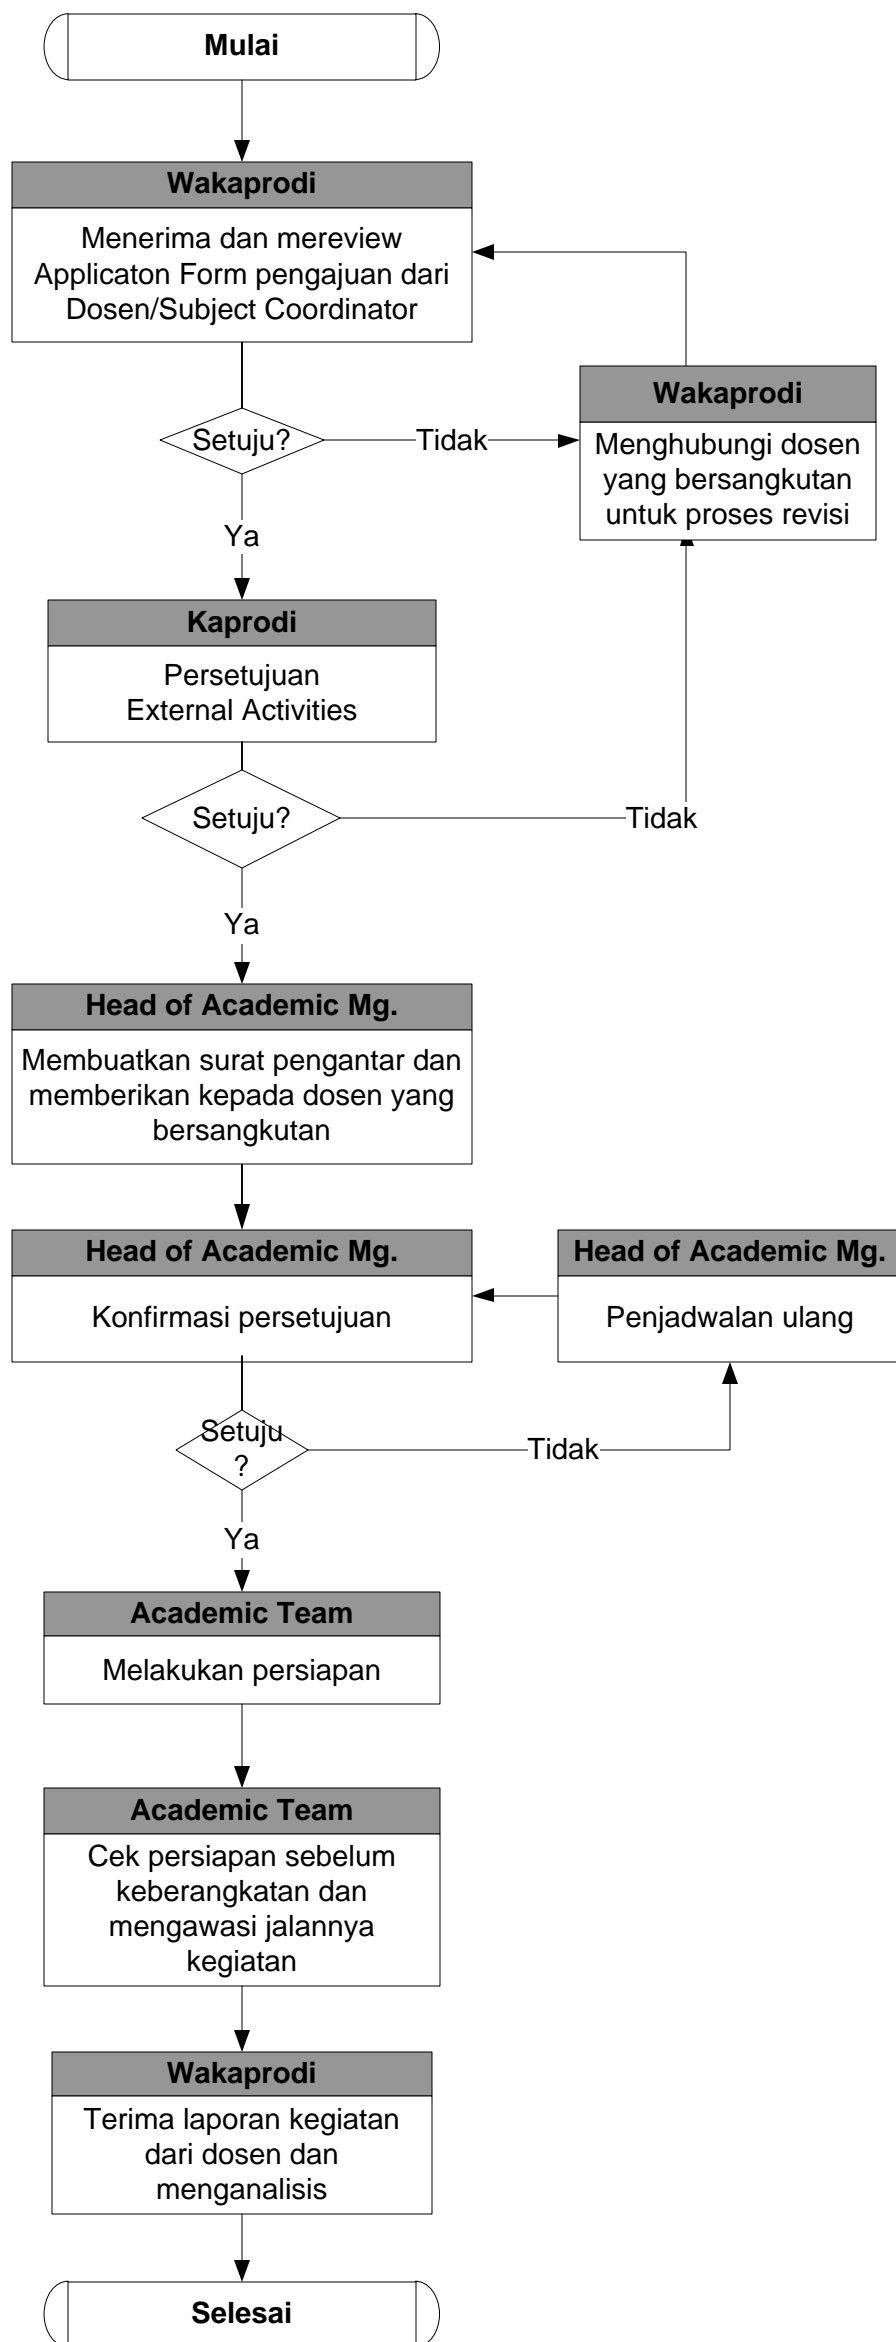 Mulai
Wakaprodi
Menerima dan mereview
Applicaton Form pengajuan dari
Dosen/Subject Coordinator
Wakaprodi
Menghubungi dosen
yang bersangkutan
untuk proses revisi
Setuju?
Tidak
Ya
Kaprodi
Persetujuan
External Activities
Setuju?
Tidak
Ya
Head of Academic Mg.
Membuatkan surat pengantar dan
memberikan kepada dosen yang
bersangkutan
Head of Academic Mg.
Konfirmasi persetujuan
Head of Academic Mg.
Penjadwalan ulang
Setuju
?
Tidak
Ya
Academic Team
Melakukan persiapan
Academic Team
Cek persiapan sebelum
keberangkatan dan
mengawasi jalannya
kegiatan
Wakaprodi
Terima laporan kegiatan
dari dosen dan
menganalisis
Selesai